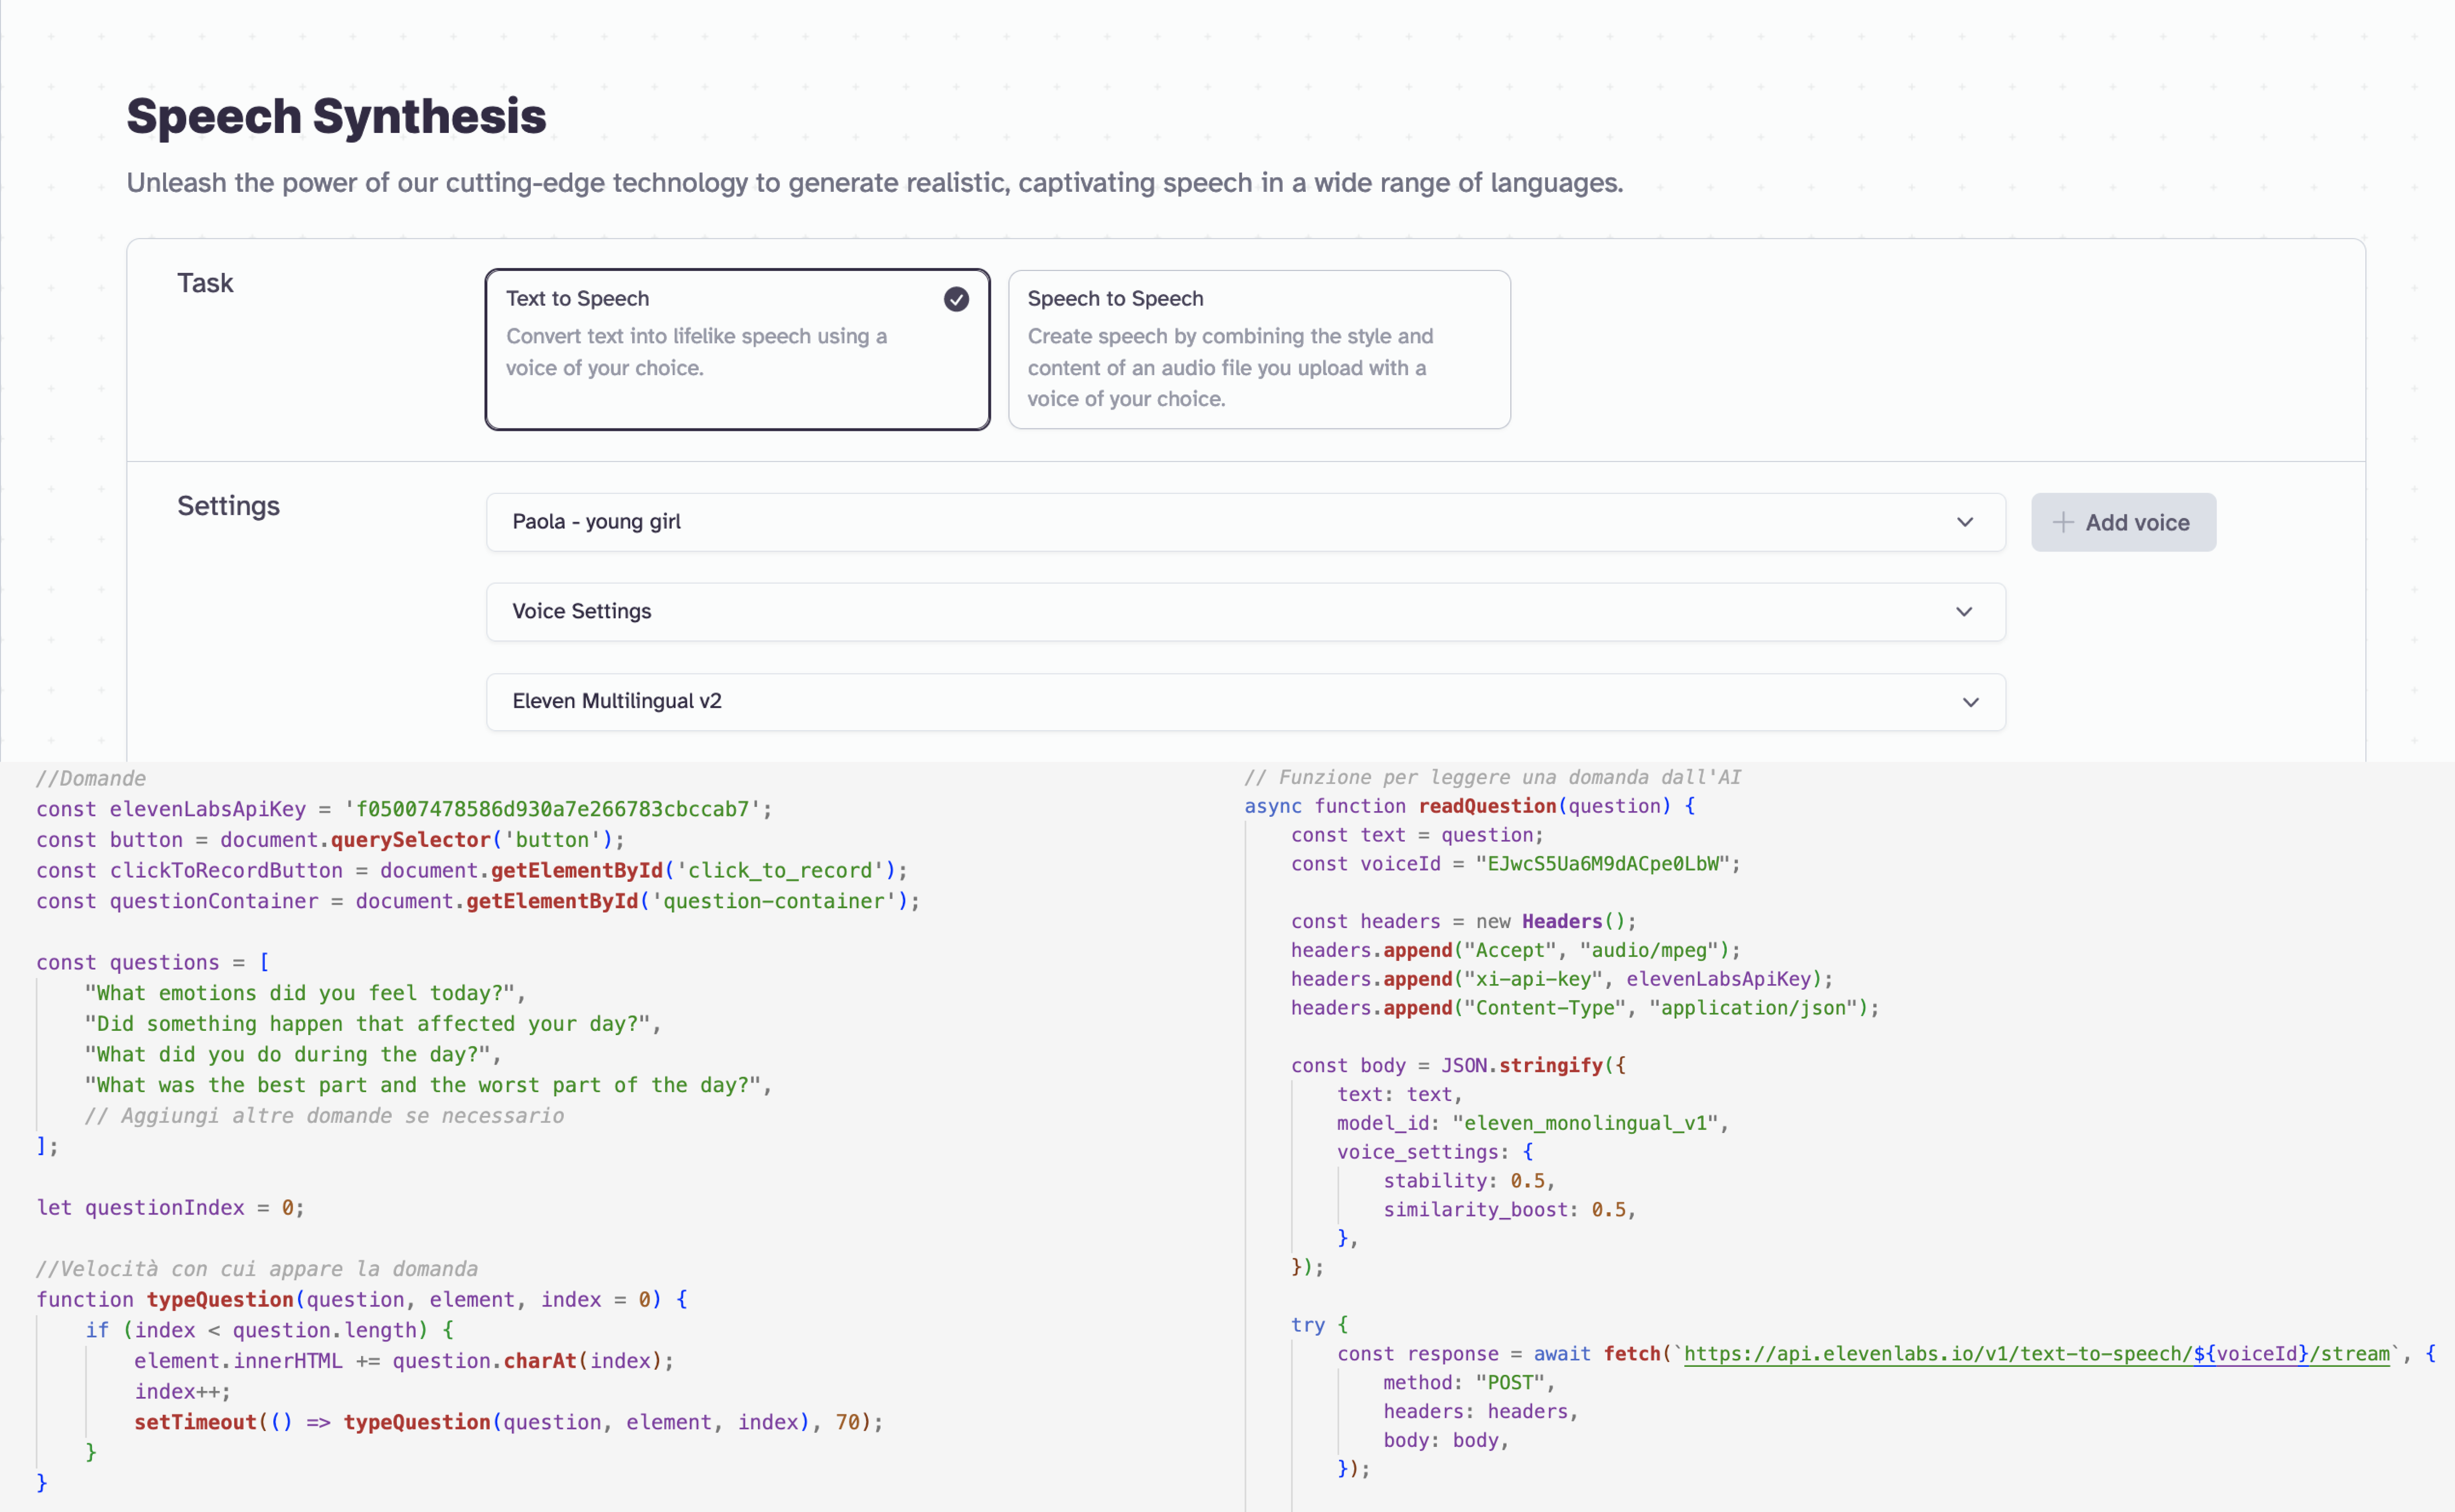 Speech Synthesis
Unleash the power of our cutting-edge technology to generate realistic, captivating speech in a wide range of languages.
Task
Text to Speech
Convert text into lifelike speech using a
voice of your choice.
Speech to Speech
Create speech by combining the style and
content of an audio file you upload with a
voice of your choice.
Settings
Paola - young girl
Add voice
Voice Settings
Eleven Multilingual v2
//Domande
const elevenLabsApiKey = 'f05007478586d930a7e266783cbccab7';
const button = document.querySelector('button');
const clickToRecordButton = document.getElementById('click_to_record');
const questionContainer = document.getElementById('question-container');
const questions = [
"What emotions did you feel today?",
"Did something happen that affected your day?",
"What did you do during the day?",
"What was the best part and the worst part of the day?",
// Aggiungi altre domande se necessario
];
let questionIndex = 0;
//Velocità con cui appare la domanda
function typeQuestion(question, element, index = 0) {
if (index < question.length) {
element.innerHTML += question.charAt(index);
index++;
setTimeout(() => typeQuestion(question, element, index), 70);
}
}
// Funzione per leggere una domanda dall'AI
async function readQuestion(question) {
const text = question;
const voiceId = "EJwcS5Ua6M9dACpe0LbW";
const headers = new Headers();
headers.append("Accept", "audio/mpeg");
headers.append("xi-api-key", elevenLabsApiKey);
headers.append("Content-Type", "application/json");
const body = JSON.stringify({
text: text,
model_id: "eleven_monolingual_v1",
voice_settings: {
stability: 0.5,
similarity_boost: 0.5,
},
});
try {
const response = await fetch(`https://api.elevenlabs.io/v1/text-to-speech/${voiceId}/stream`, {
method: "POST",
headers: headers,
body: body,
});